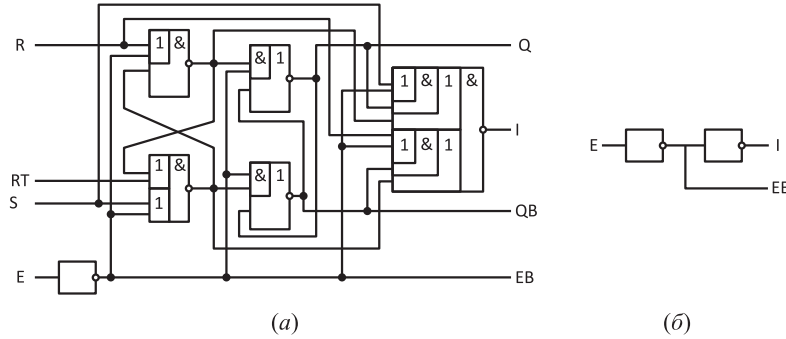 R
1 & & 1
Q
1 & 1 &
I
1 & 1
E
I
EB
RT
S
1 &
1
& 1
QB
E
EB
(а)
(б)